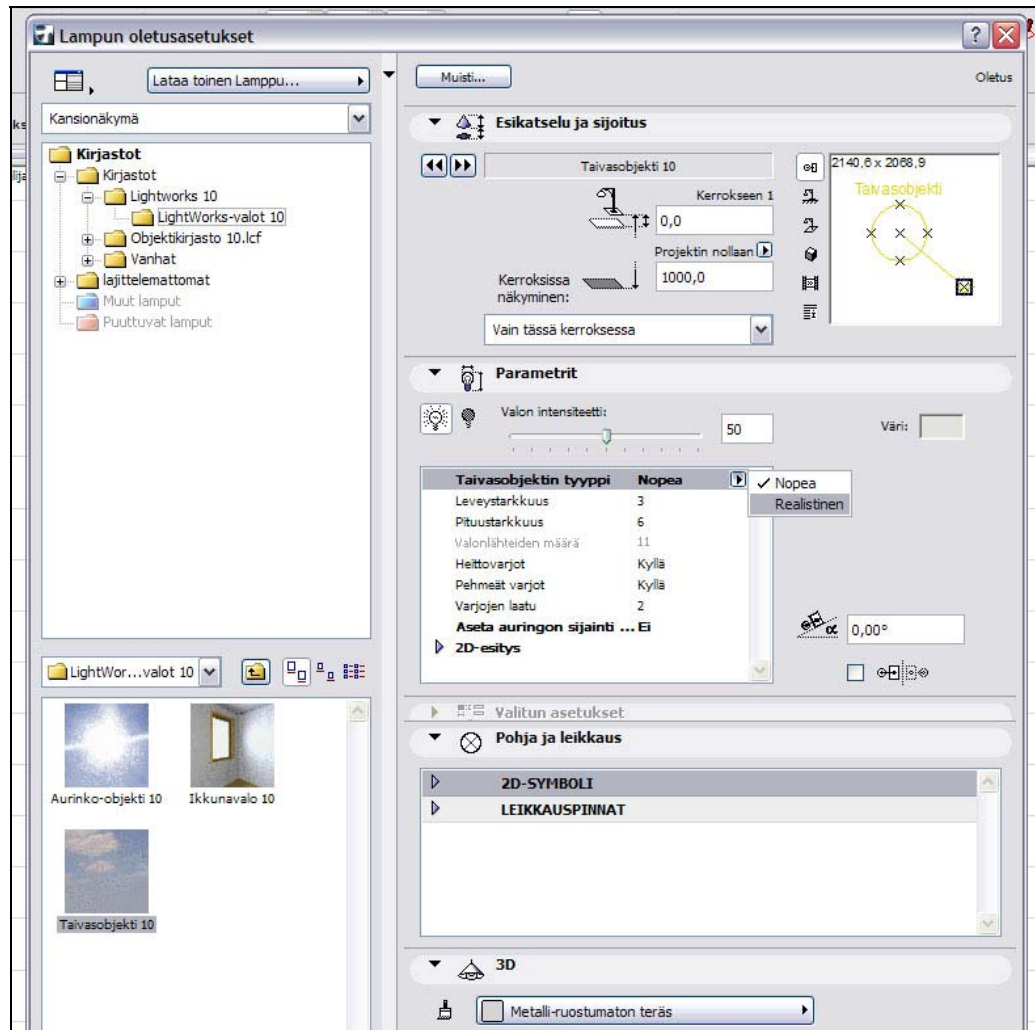 Lampun oletusasetukset
Lataa toinen Lamppu...
Kansionäkymä
Kirjastot
Kirjastot
Lightworks 10
LightWorks-valot 10
Objektikirjasto 10.lcf
Vanhat
lajittelemattomat
Muut lamput
Puuttuvat lamput
LightWor...valot 10
Aurinko-objekti 10
Ikkunavalo 10
Taivasobjekti 10
Muisti...
Oletus
Esikatselu ja sijoitus
Taivasobjekti 10
Kerrokseen 1
0,0
Projektin nollaan
1000,0
Kerroksissa
näkyminen:
Vain tässä kerroksessa
2140,6 x 2068,9
Taivasobjekti
Parametrit
Valon intensiteetti:
50
Väri:
Taivasobjektin tyyppi Nopea
Leveystarkkuus 3
Pituustarkkuus 6
Valonlähteiden määrä 11
Heittovarjot Kyllä
Pehmeät varjot Kyllä
Varjojen laatu 2
Aseta auringon sijainti ... Ei
2D-esitys
Nopea
Realistinen
α 0,00°
Valitun asetukset
Pohja ja leikkaus
2D-SYMBOLI
LEIKKAUSPINNAT
3D
Metalli-ruostumaton teräs